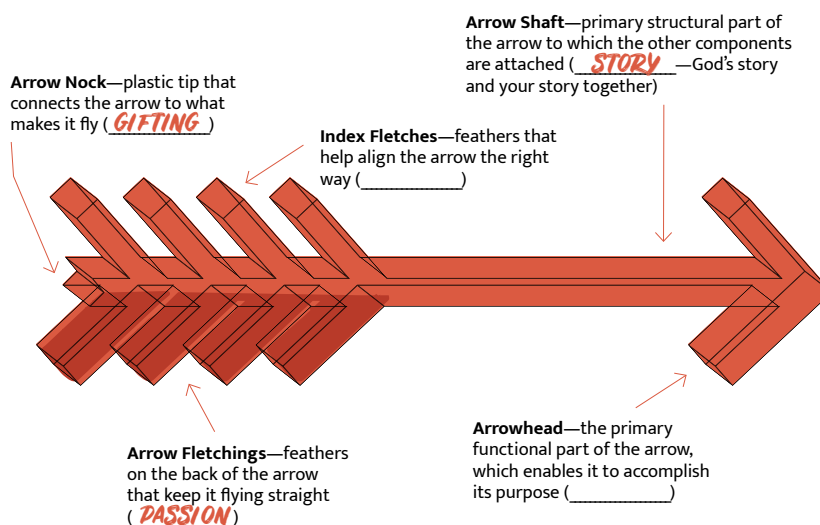 Arrow Shaft—primary structural part of
the arrow to which the other components
are attached (STORY—God's story
and your story together)
Arrow Nock—plastic tip that
connects the arrow to what
makes it fly (GIFTING)
Index Fletches—feathers that
help align the arrow the right
way (____________)
Arrow Fletchings—feathers
on the back of the arrow
that keep it flying straight
(PASSION)
Arrowhead—the primary
functional part of the arrow,
which enables it to accomplish
its purpose (____________)